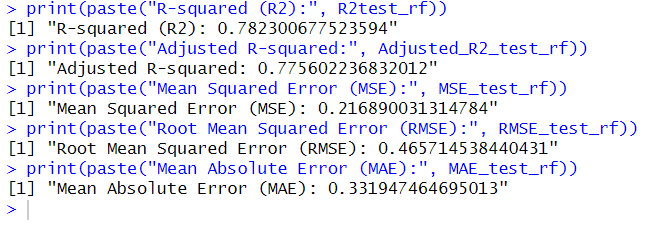 > print(paste("R-squared (R2):", R2test_rf))
[1] "R-squared (R2): 0.782300677523594"
> print(paste("Adjusted R-squared:", Adjusted_R2_test_rf))
[1] "Adjusted R-squared: 0.775602236832012"
> print(paste("Mean Squared Error (MSE):", MSE_test_rf))
[1] "Mean Squared Error (MSE): 0.216890031314784"
> print(paste("Root Mean Squared Error (RMSE):", RMSE_test_rf))
[1] "Root Mean Squared Error (RMSE): 0.465714538440431"
> print(paste("Mean Absolute Error (MAE):", MAE_test_rf))
[1] "Mean Absolute Error (MAE): 0.331947464695013"
>